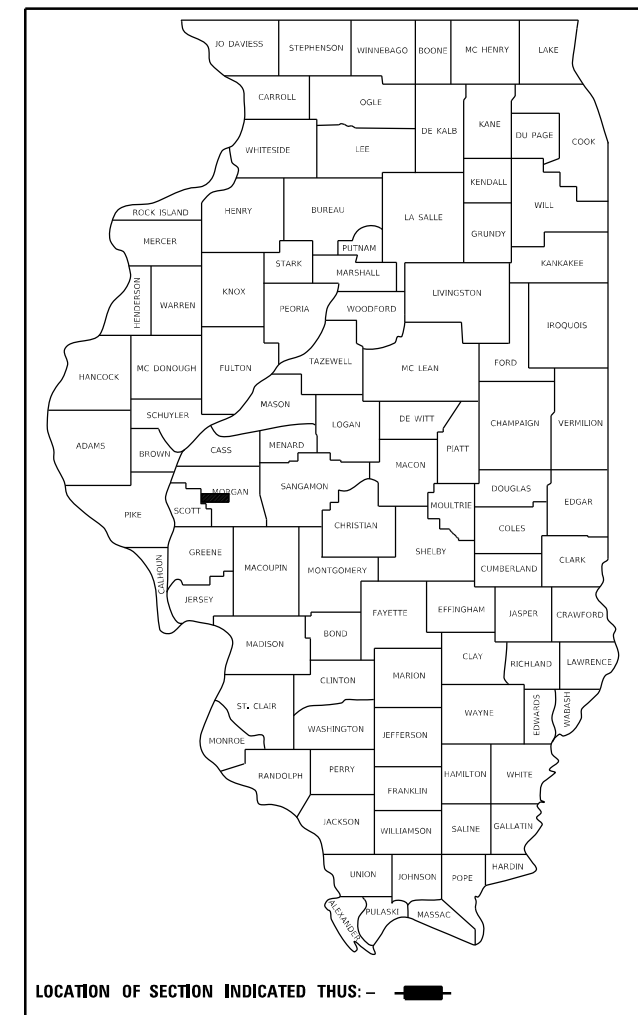 JO DAVIESS STEPHENSON WINNEBAGO BOONE MC HENRY LAKE
CARROLL OGLE DE KALB KANE DU PAGE COOK
WHITESIDE LEE
KENDALL WILL
ROCK ISLAND HENRY BUREAU LA SALLE GRUNDY
MERCER PUTNAM
STARK MARSHALL KANKAKEE
HENDERSON WARREN KNOX PEORIA WOODFORD LIVINGSTON IROQUOIS
HANCOCK MC DONOUGH FULTON TAZEWELL MC LEAN FORD
SCHUYLER MASON LOGAN DE WITT CHAMPAIGN VERMILION
ADAMS BROWN CASS MENARD PIATT
MACON
PIKE SCOTT MORGAN SANGAMON MOULTRIE DOUGLAS EDGAR
CHRISTIAN COLES
CALHOUN GREENE MACOUPIN MONTGOMERY SHELBY CUMBERLAND CLARK
JERSEY FAYETTE EFFINGHAM JASPER CRAWFORD
MADISON BOND
CLINTON MARION CLAY RICHLAND LAWRENCE
ST. CLAIR WASHINGTON WAYNE EDWARDS WABASH
MONROE JEFFERSON
RANDOLPH PERRY HAMILTON WHITE
FRANKLIN
JACKSON WILLIAMSON SALINE GALLATIN
UNION JOHNSON POPE HARDIN
ALEXANDER PULASKI MASSAC
LOCATION OF SECTION INDICATED THUS: –